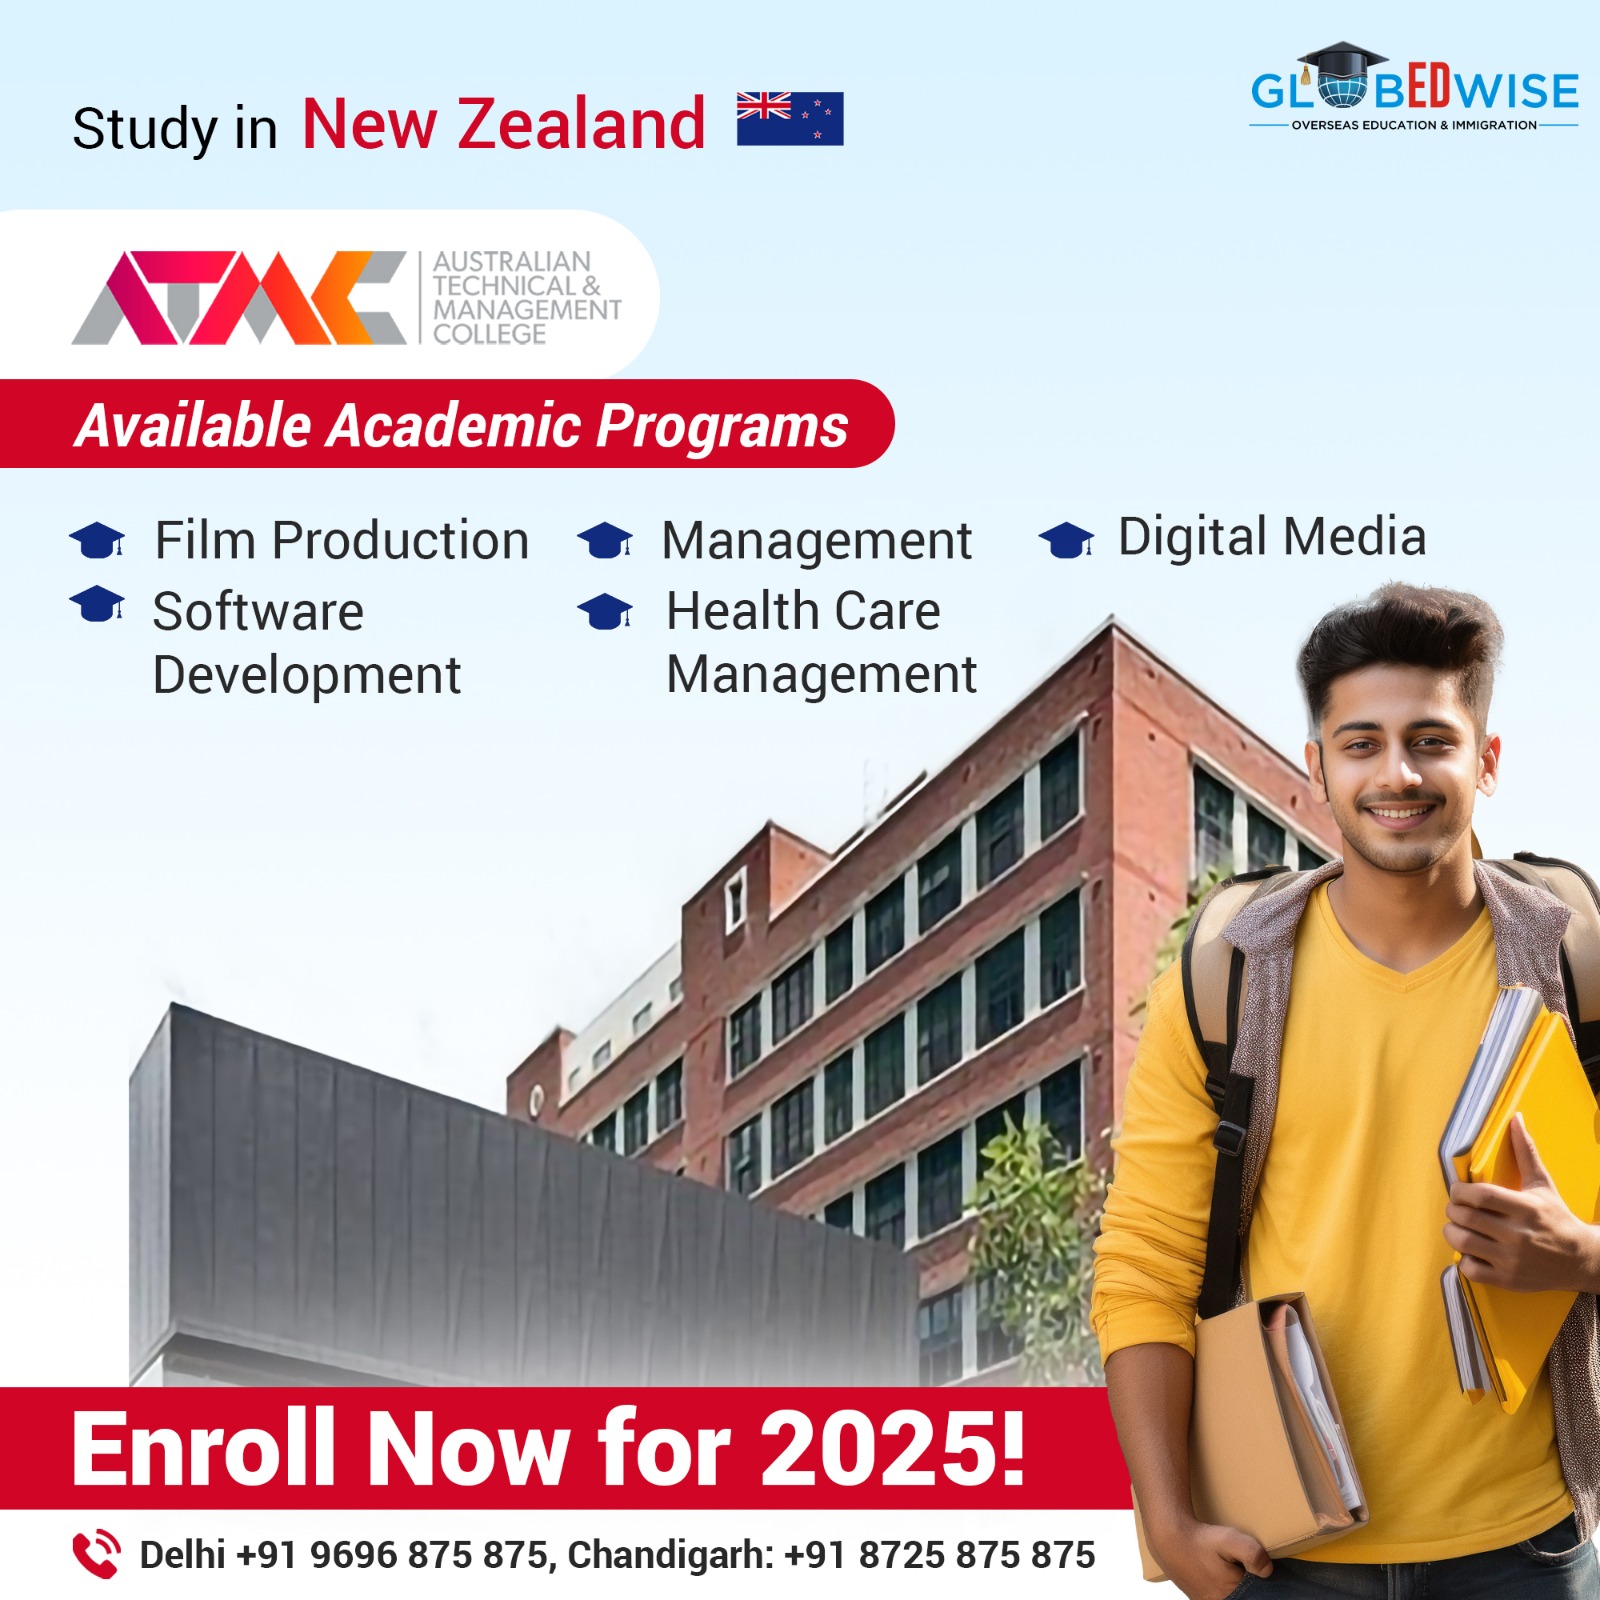 Study in New Zealand
GLOBEDWISE
OVERSEAS EDUCATION & IMMIGRATION
ATMC
AUSTRALIAN
TECHNICAL &
MANAGEMENT
COLLEGE
Available Academic Programs
Film Production
Management
Digital Media
Software
Development
Health Care
Management
Enroll Now for 2025!
Delhi +91 9696 875 875, Chandigarh: +91 8725 875 875